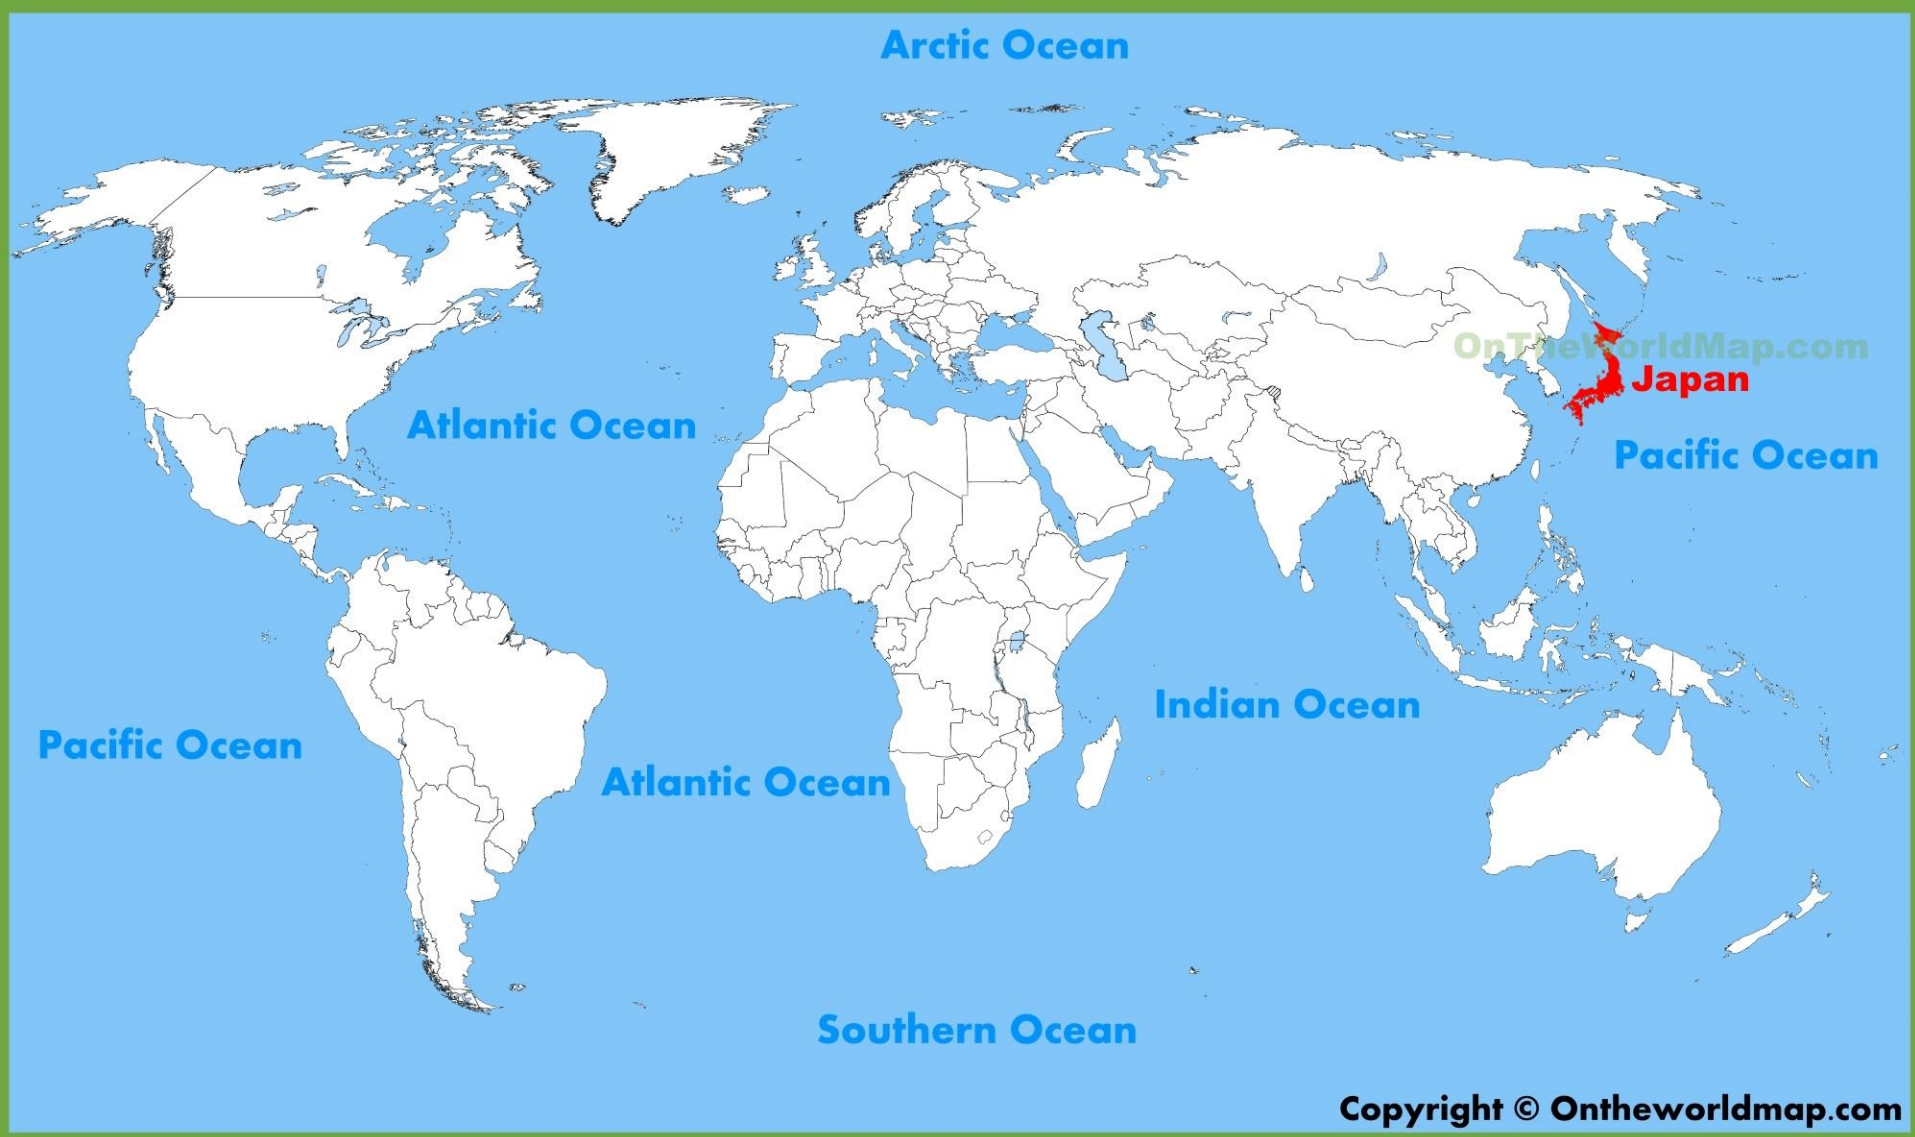 Arctic Ocean
OnTheWorldMap.com
Japan
Atlantic Ocean
Pacific Ocean
Indian Ocean
Pacific Ocean
Atlantic Ocean
Southern Ocean
Copyright © Ontheworldmap.com